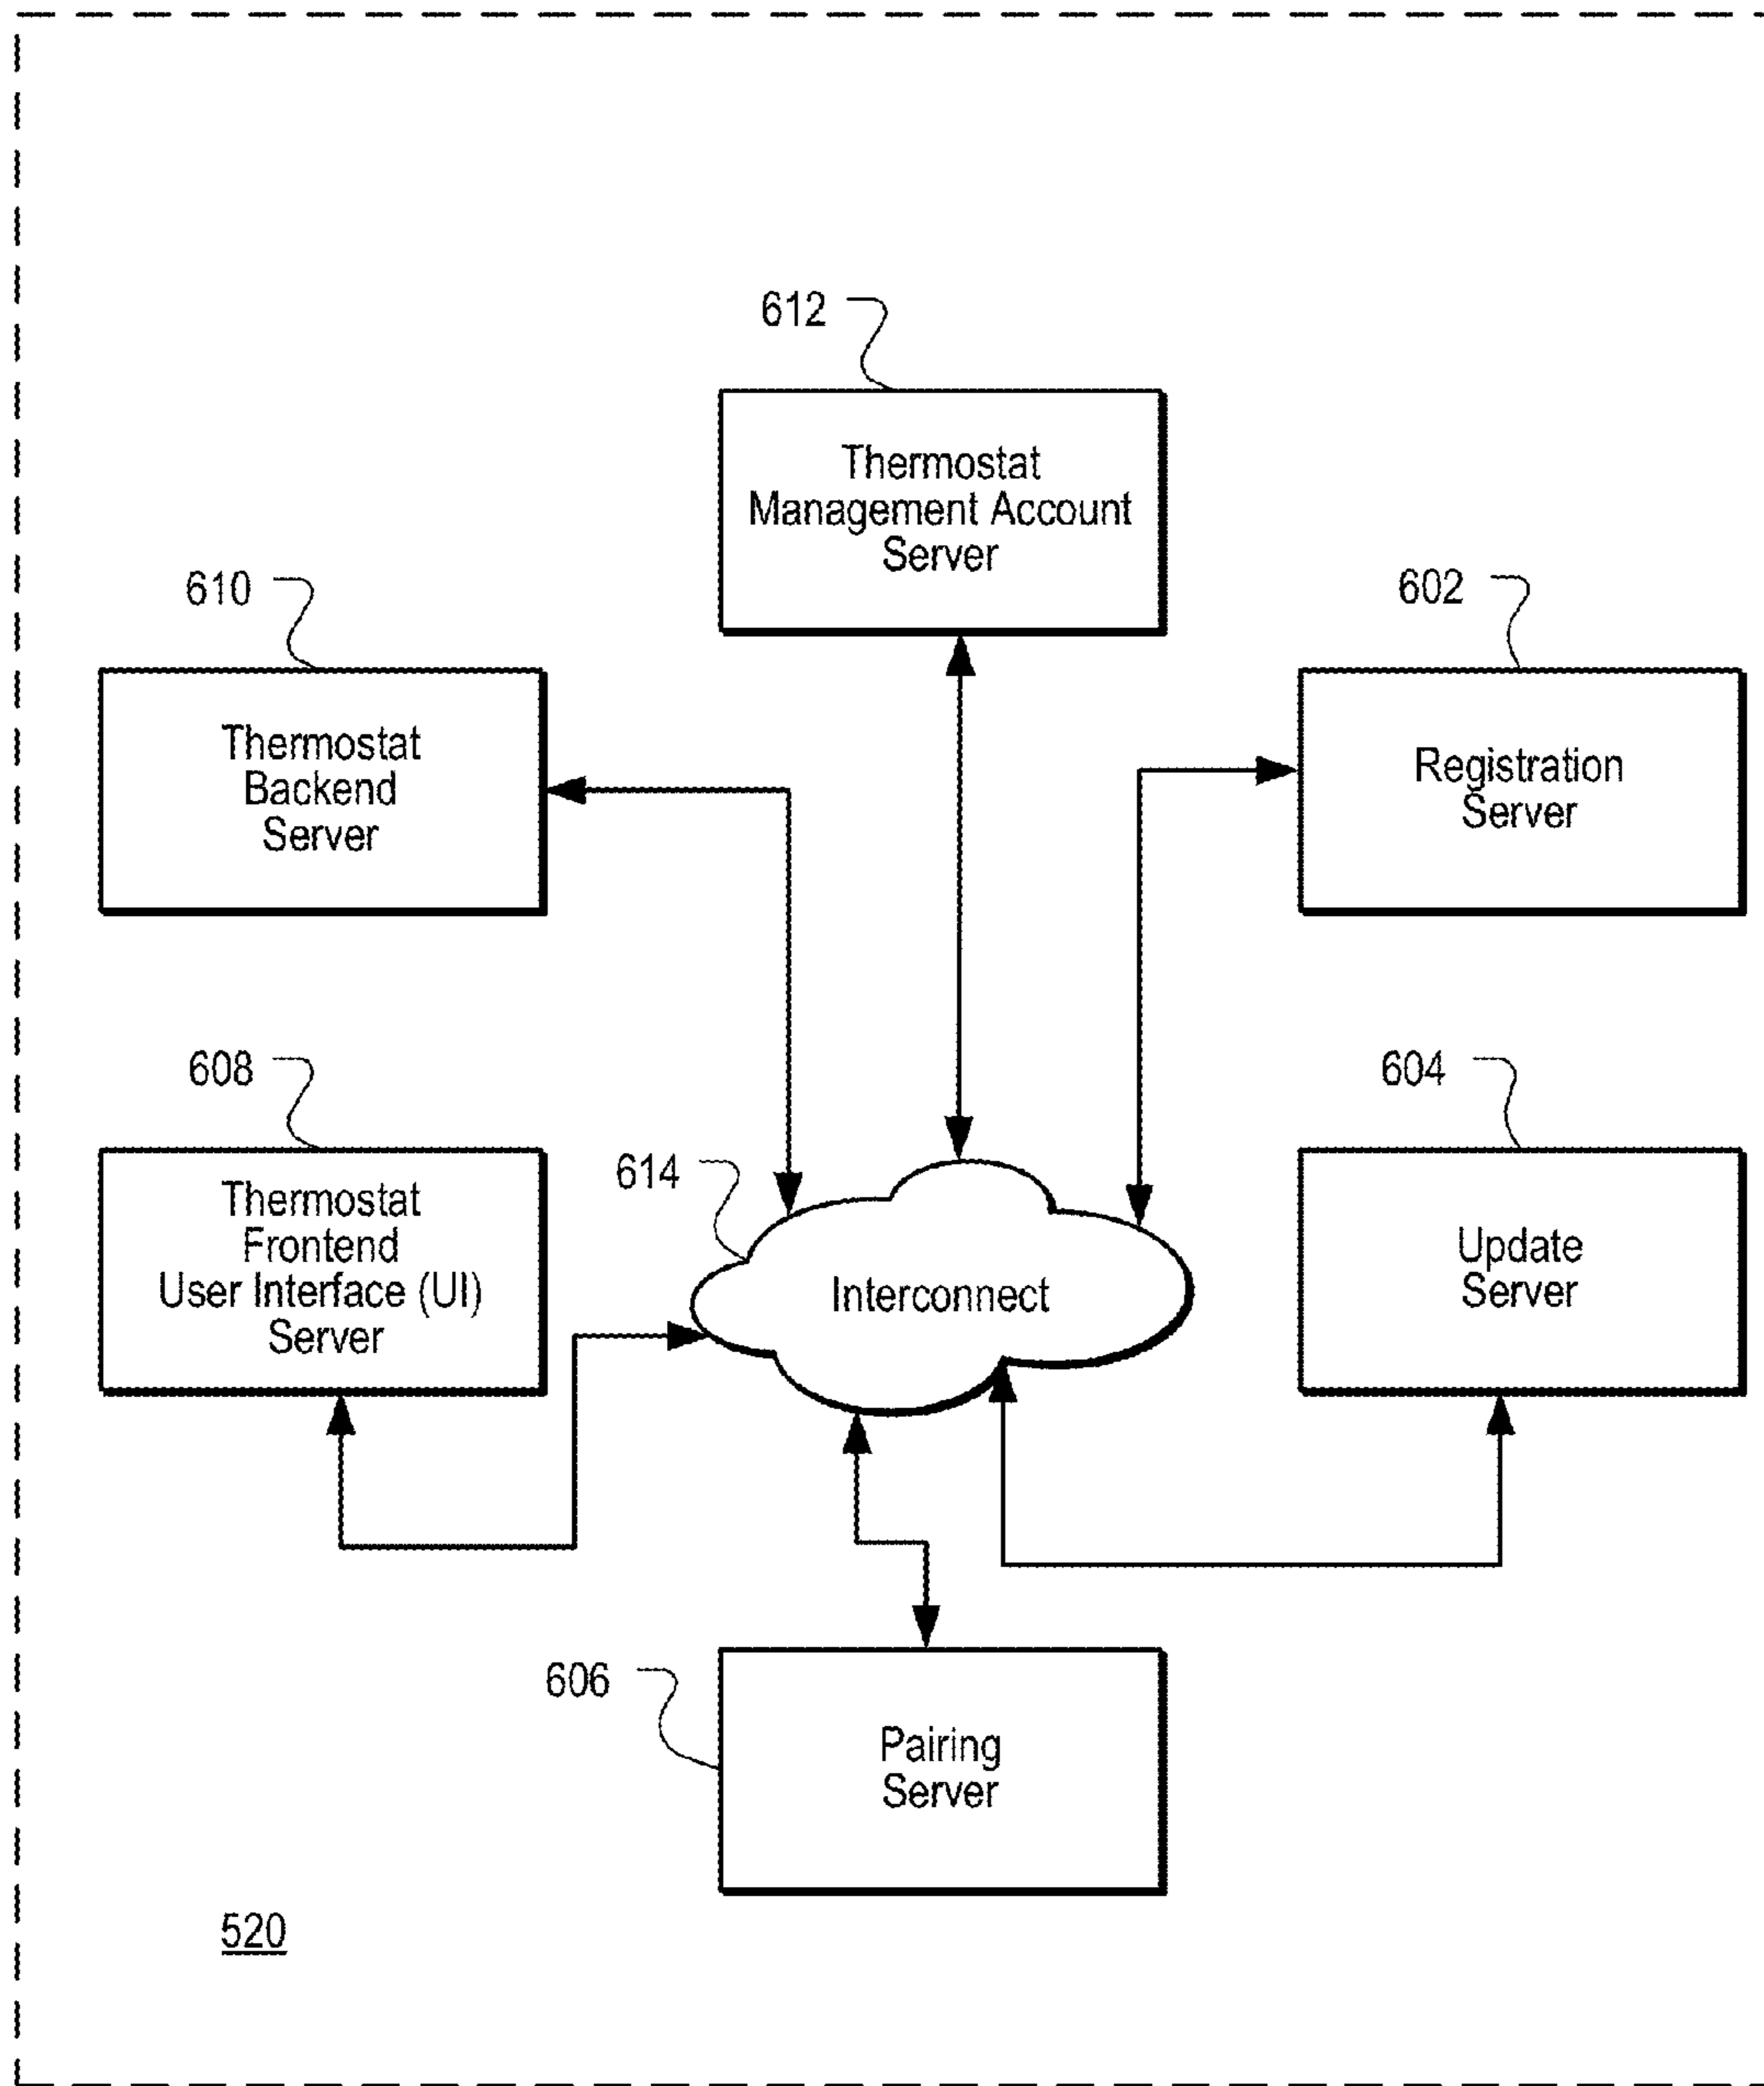 612
Thermostat
Management Account
Server
610
Thermostat
Backend
Server
602
Registration
Server
608
Thermostat
Frontend
User Interface (UI)
Server
614
Interconnect
604
Update
Server
606
Pairing
Server
520